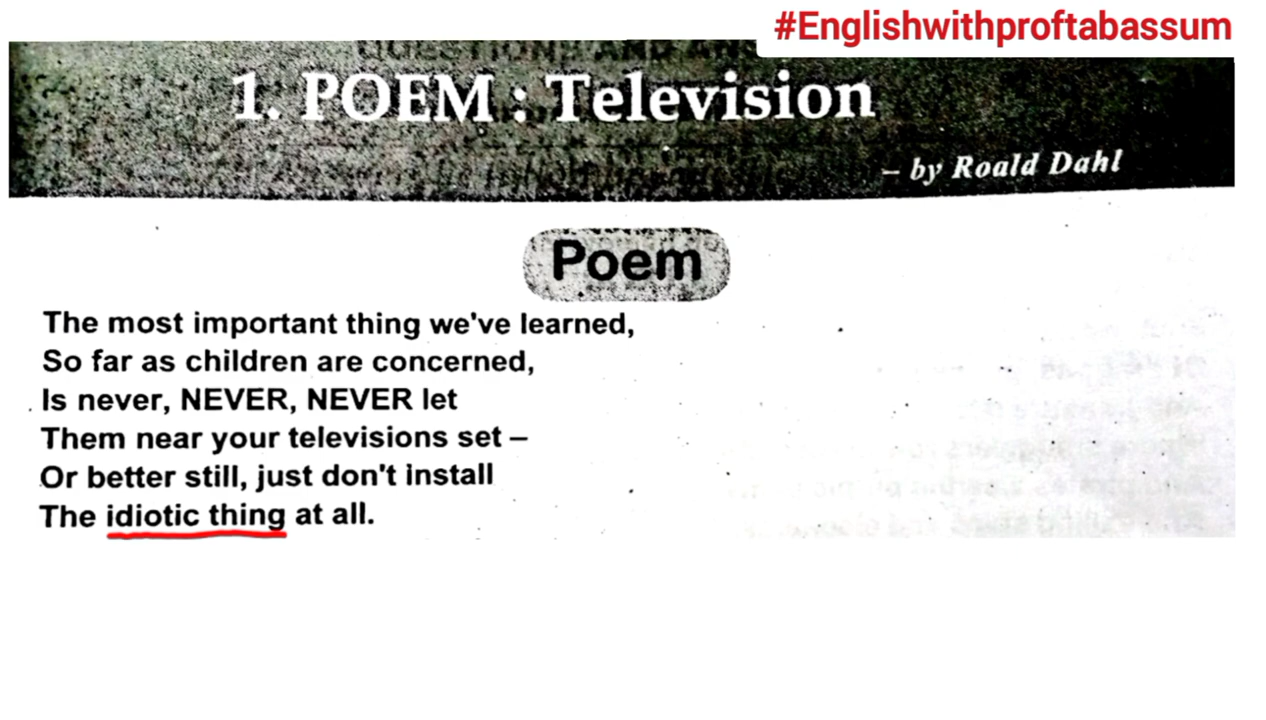 #Englishwithproftabassum
1. POEM : Television
– by Roald Dahl
Poem
The most important thing we've learned,
So far as children are concerned,
Is never, NEVER, NEVER let
Them near your televisions set –
Or better still, just don't install
The idiotic thing at all.